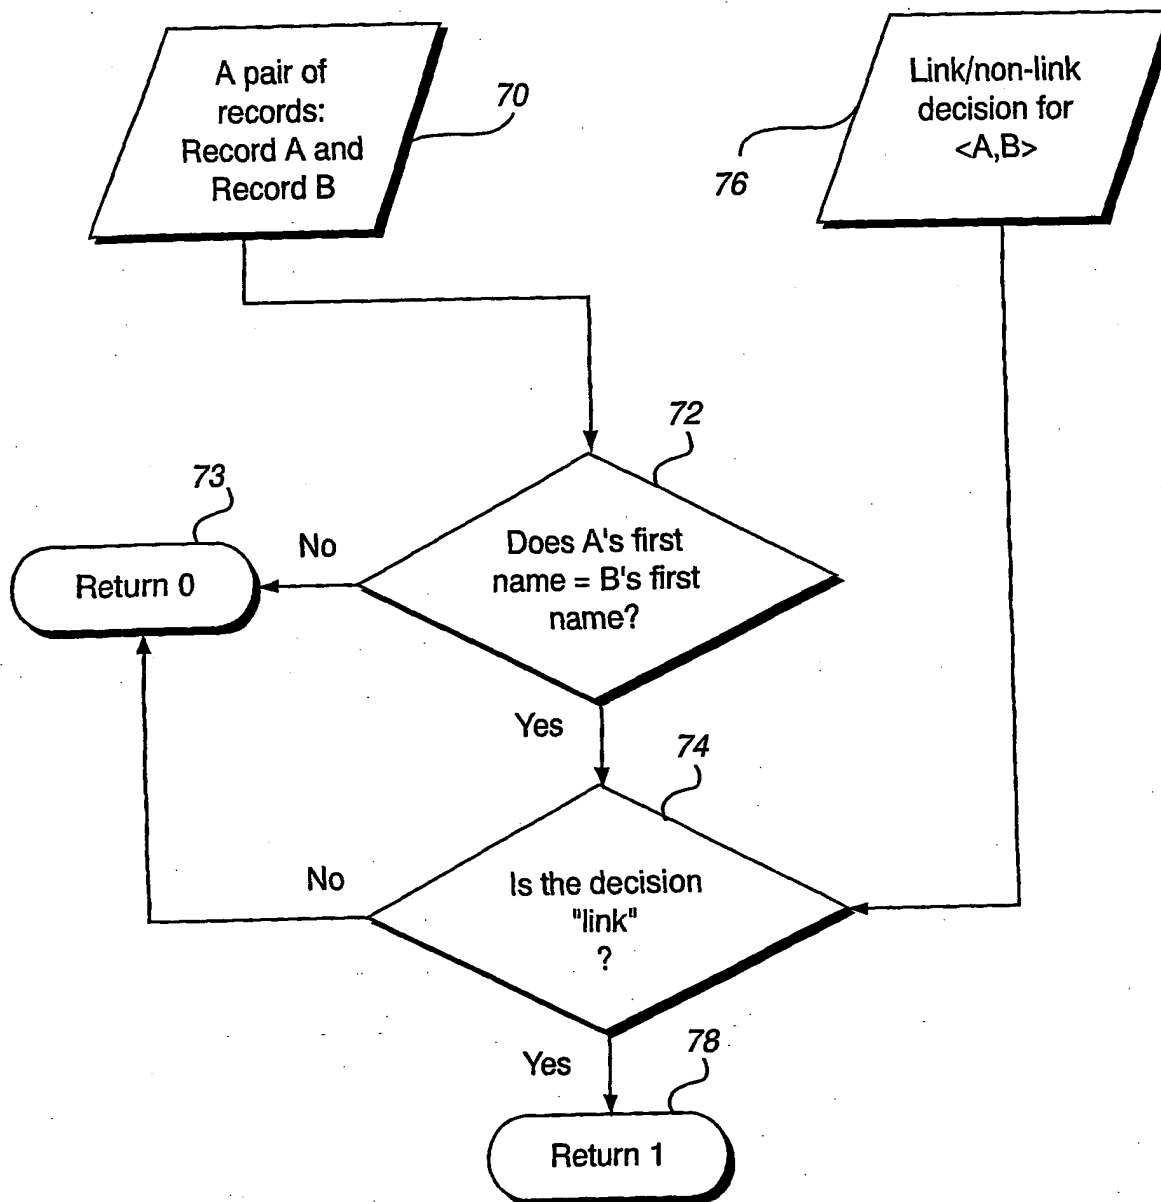 A pair of
records:
Record A and
Record B
70
Link/non-link
decision for
<A,B>
76
72
Does A's first
name = B's first
name?
No
73
Return 0
Yes
74
Is the decision
"link"
?
No
Yes
78
Return 1